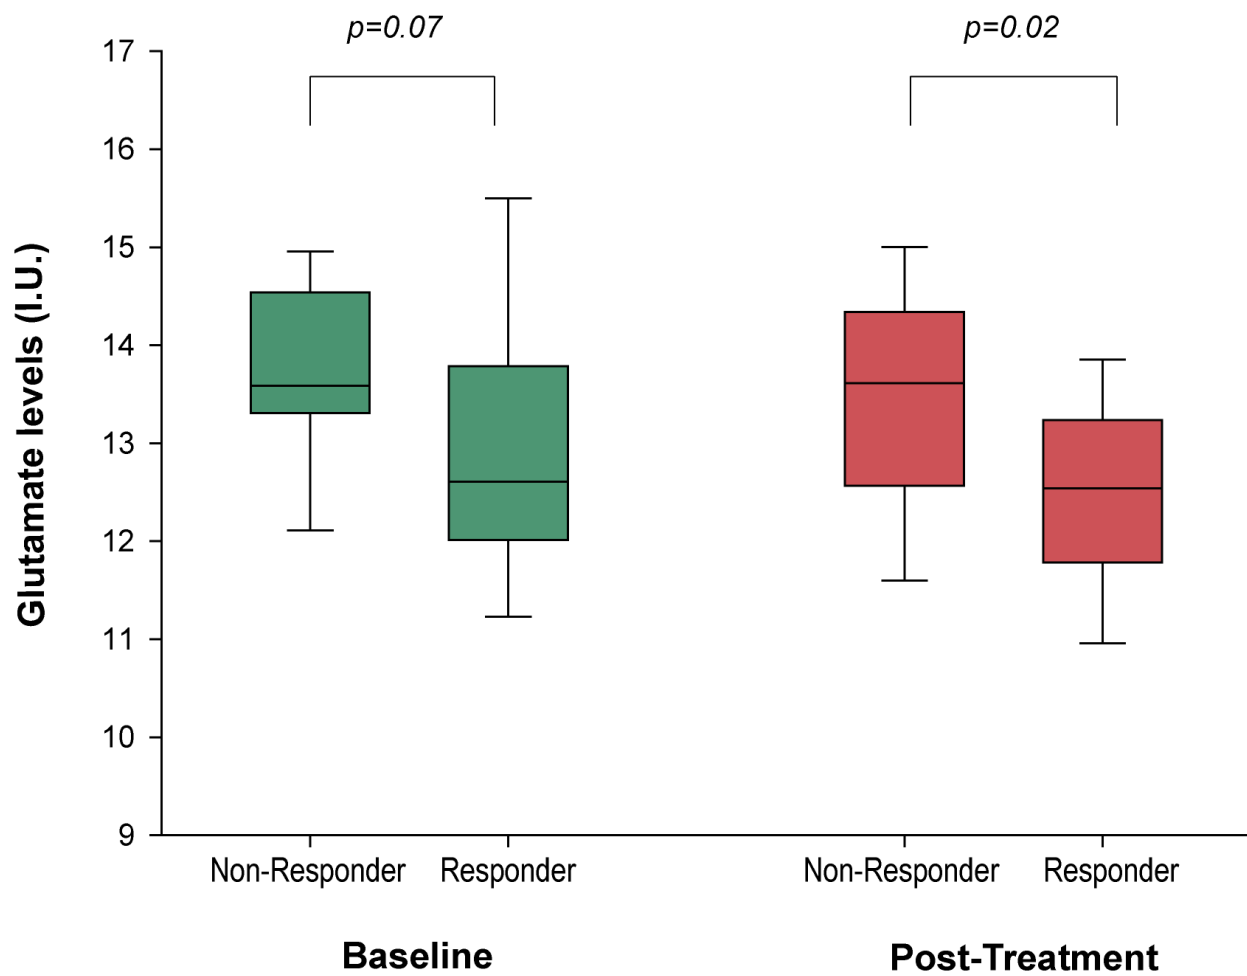 p=0.07
p=0.02
Glutamate levels (I.U.)
17
16
15
14
13
12
11
10
9
Non-Responder
Responder
Non-Responder
Responder
Baseline
Post-Treatment